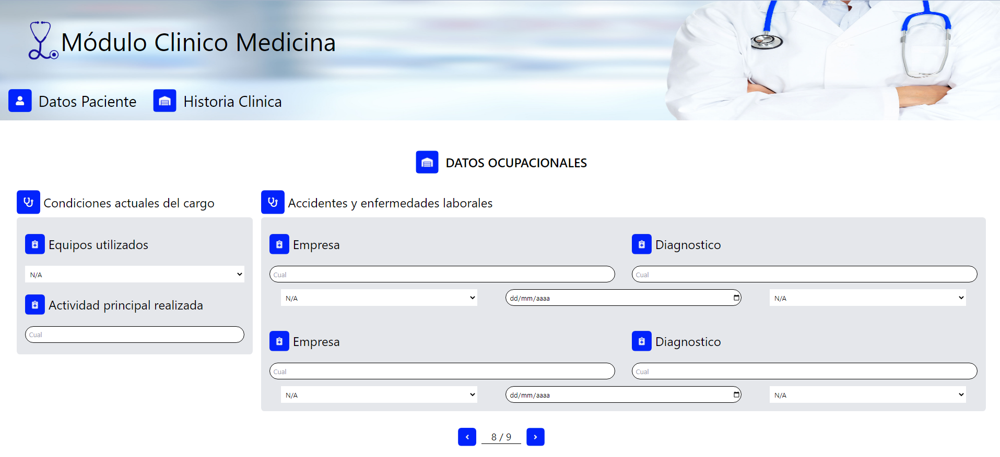 Módulo Clinico Medicina
Datos Paciente
Historia Clinica
DATOS OCUPACIONALES
Condiciones actuales del cargo
Equipos utilizados
N/A
Actividad principal realizada
Cual
Accidentes y enfermedades laborales
Empresa
Diagnostico
Cual
Cual
N/A
dd/mm/aaaa
N/A
Empresa
Diagnostico
Cual
Cual
N/A
dd/mm/aaaa
N/A
8 / 9